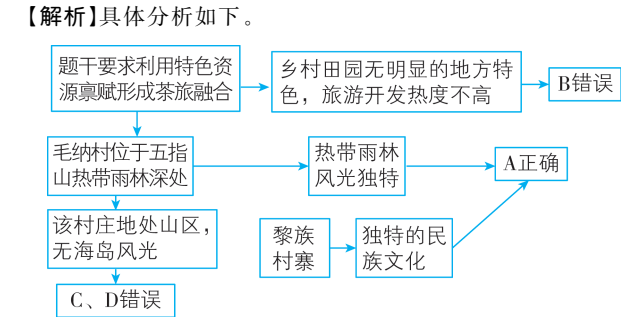 【解析】具体分析如下。
题干要求利用特色资
源禀赋形成茶旅融合
乡村田园无明显的地方特
色，旅游开发热度不高
B错误
毛纳村位于五指
山热带雨林深处
热带雨林
风光独特
A正确
该村庄地处山区，
无海岛风光
黎族
村寨
独特的民
族文化
C、D错误